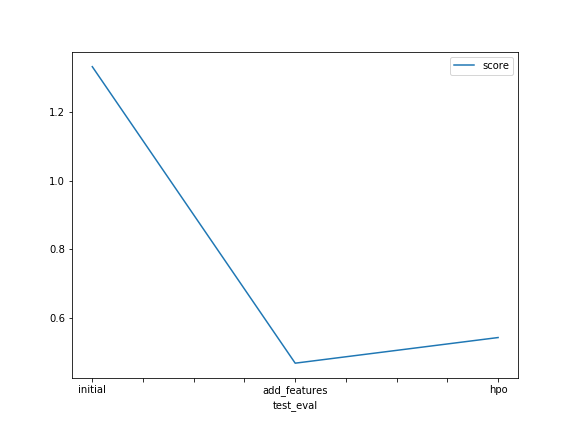 score
1.2
1.0
0.8
0.6
initial
add_features
hpo
test_eval